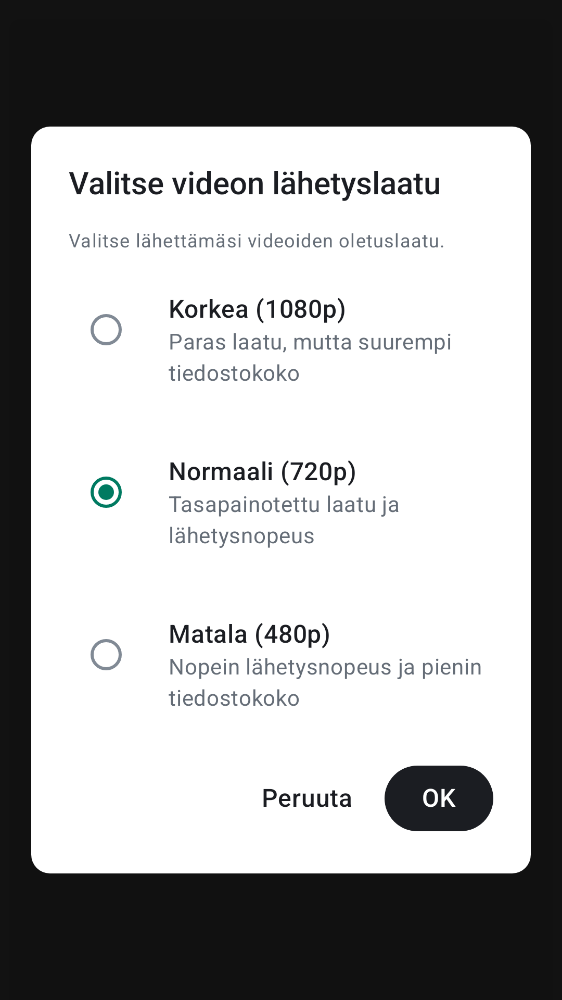 Valitse videon lähetyslaatu
Valitse lähettämäsi videoiden oletuslaatu.
Korkea (1080p)
Paras laatu, mutta suurempi
tiedostokoko
Normaali (720p)
Tasapainotettu laatu ja
lähetysnopeus
Matala (480p)
Nopein lähetysnopeus ja pienin
tiedostokoko
Peruuta
OK